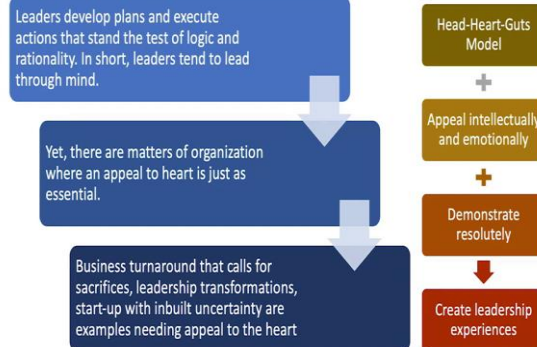 Leaders develop plans and execute
actions that stand the test of logic and
rationality. In short, leaders tend to lead
through mind.
Yet, there are matters of organization
where an appeal to heart is just as
essential.
Business turnaround that calls for
sacrifices, leadership transformations,
start-up with inbuilt uncertainty are
examples needing appeal to the heart
Head-Heart-Guts
Model
+
Appeal intellectually
and emotionally
+
Demonstrate
resolutely
Create leadership
experiences